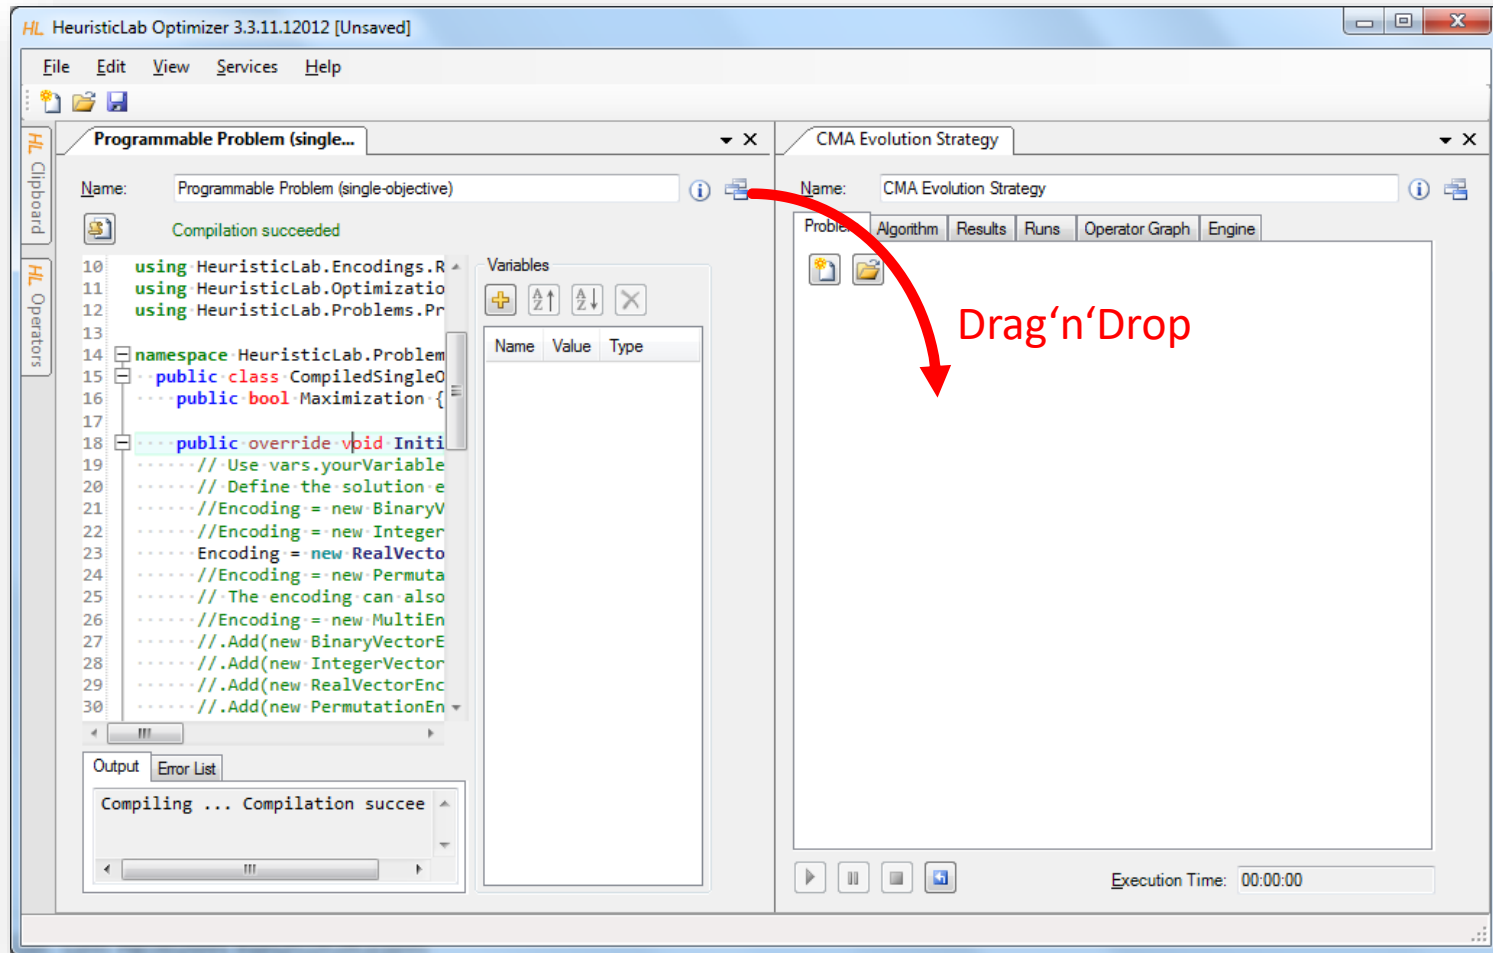 HL HeuristicLab Optimizer 3.3.11.12012 [Unsaved]
File Edit View Services Help
HL Clipboard
HL Operators
Programmable Problem (single...
Name: Programmable Problem (single-objective)
Compilation succeeded
10 using HeuristicLab.Encodings.R
11 using HeuristicLab.Optimizatio
12 using HeuristicLab.Problems.Pr
13
14 namespace HeuristicLab.Problem
15 public class CompiledSingleO
16 public bool Maximization {
17
18 public override void Initi
19 // Use vars.yourVariable
20 // Define the solution e
21 //Encoding = new BinaryV
22 //Encoding = new Integer
23 Encoding = new RealVecto
24 //Encoding = new Permuta
25 // The encoding can also
26 //Encoding = new MultiEn
27 //.Add(new BinaryVectorE
28 //.Add(new IntegerVector
29 //.Add(new RealVectorEnc
30 //.Add(new PermutationEn
Output Error List
Compiling ... Compilation succee
Variables
Name Value Type
CMA Evolution Strategy
Name: CMA Evolution Strategy
Problem Algorithm Results Runs Operator Graph Engine
Drag‘n‘Drop
Execution Time: 00:00:00